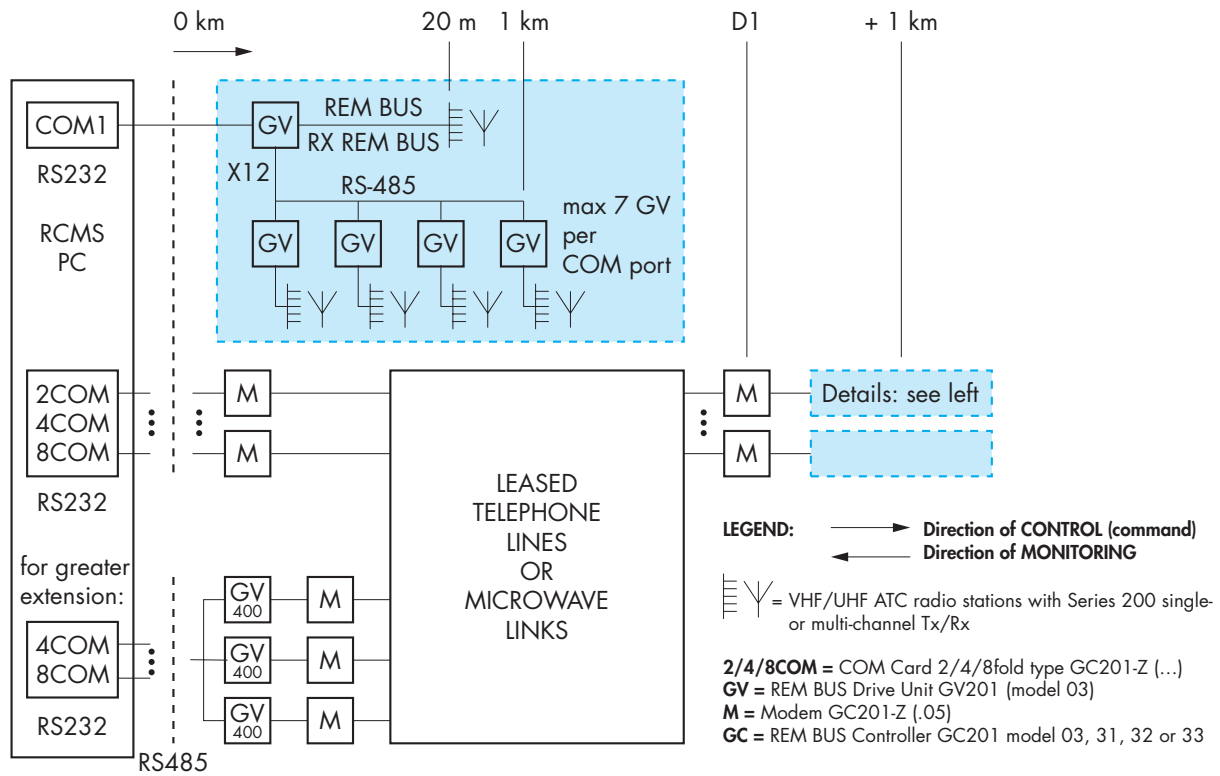 0 km
20 m
1 km
D1
+ 1 km
COM1
RS232
RCMS
PC
GV
REM BUS
RX REM BUS
X12
RS-485
GV
GV
GV
GV
max 7 GV
per
COM port
2COM
4COM
8COM
RS232
M
M
LEASED
TELEPHONE
LINES
OR
MICROWAVE
LINKS
M
M
Details: see left
for greater
extension:
4COM
8COM
RS232
RS485
GV
400
M
GV
400
M
GV
400
M
LEGEND:
Direction of CONTROL (command)
Direction of MONITORING
= VHF/UHF ATC radio stations with Series 200 single-
or multi-channel Tx/Rx
2/4/8COM = COM Card 2/4/8fold type GC201-Z (...)
GV = REM BUS Drive Unit GV201 (model 03)
M = Modem GC201-Z (.05)
GC = REM BUS Controller GC201 model 03, 31, 32 or 33